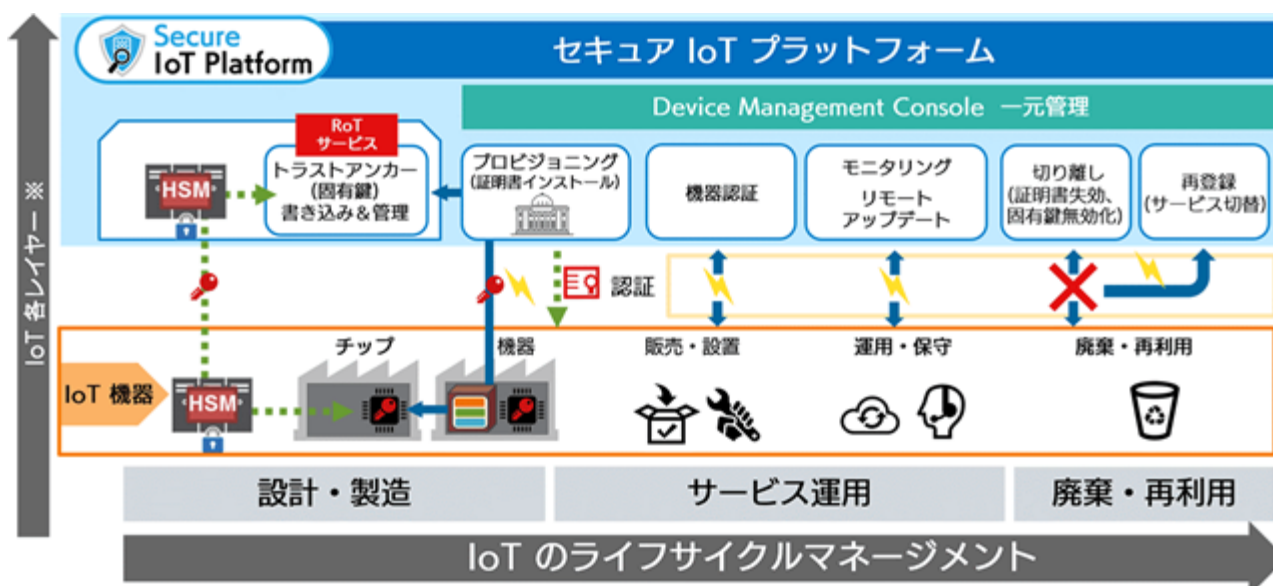 Secure
IoT Platform
セキュア IoT プラットフォーム
Device Management Console 一元管理
RoT
サービス
トラストアンカー
(固有鍵)
書き込み&管理
プロビジョニング
(証明書インストール)
機器認証
モニタリング
リモート
アップデート
切り離し
(証明書失効、
固有鍵無効化)
再登録
(サービス切替)
HSM
IoT 各レイヤー ※
認証
チップ
機器
販売・設置
運用・保守
廃棄・再利用
IoT 機器
HSM
設計・製造
サービス運用
廃棄・再利用
IoT のライフサイクルマネージメント